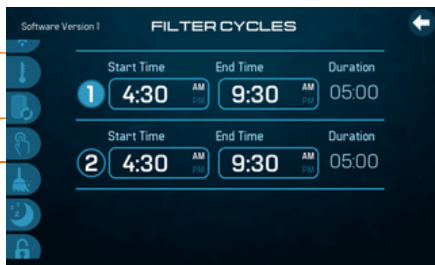 Software Version 1
FILTER CYCLES
Start Time End Time Duration
1 4:30 AM PM 9:30 AM PM 05:00
Start Time End Time Duration
2 4:30 AM PM 9:30 AM PM 05:00